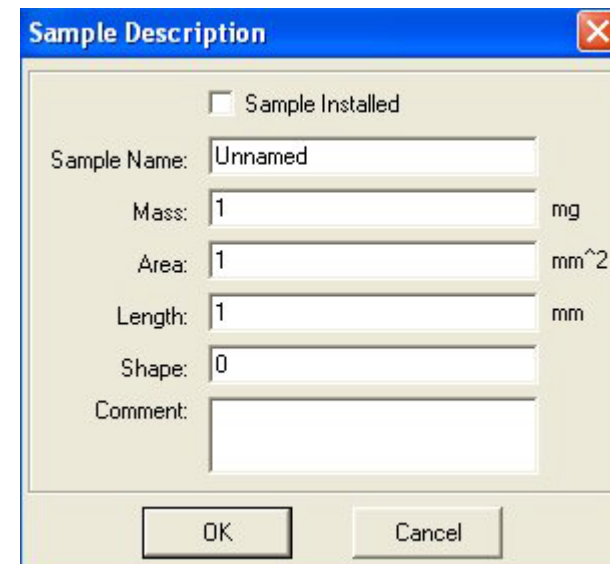 Sample Description
Sample Installed
Sample Name: Unnamed
Mass: 1 mg
Area: 1 mm^2
Length: 1 mm
Shape: 0
Comment:
OK Cancel